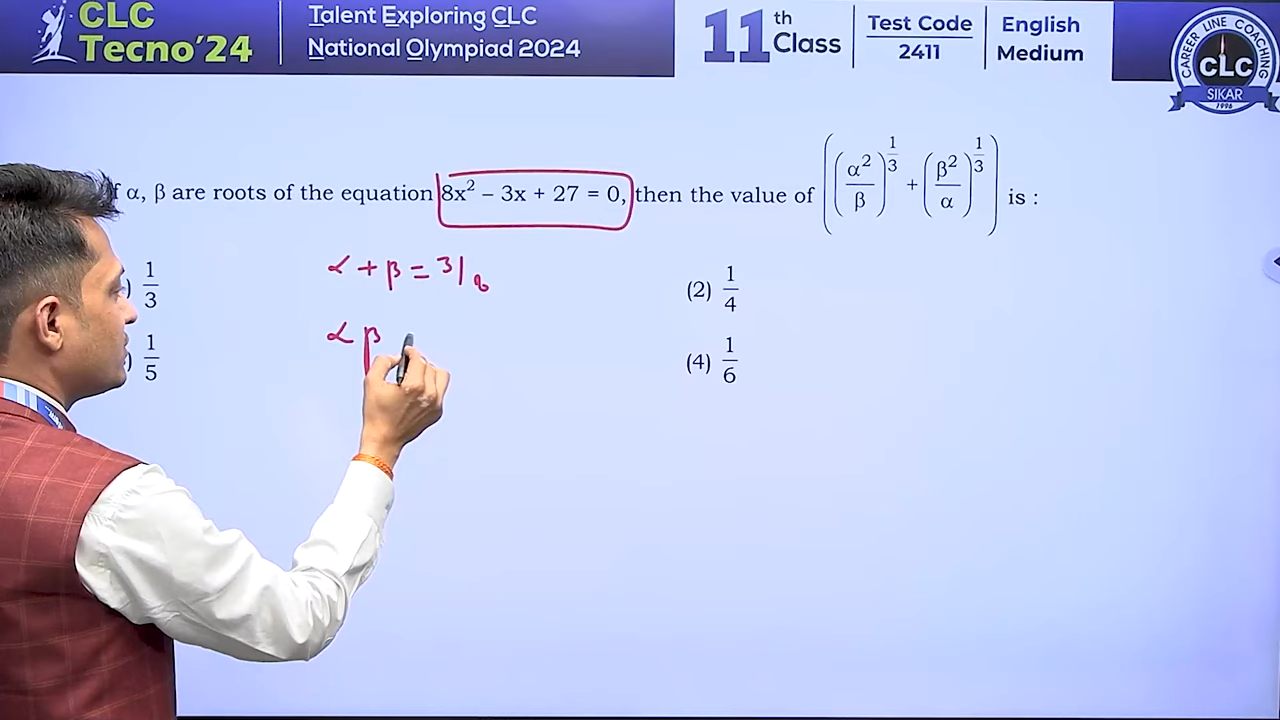 CLC
Tecno'24
Talent Exploring CLC
National Olympiad 2024
11th Class
Test Code
2411
English
Medium
CAREER LINE COACHING
CLC
SIKAR
1996
f α, β are roots of the equation 8x² – 3x + 27 = 0, then the value of ((α²/β)^(1/3) + (β²/α)^(1/3)) is :
) 1/3
(2) 1/4
) 1/5
(4) 1/6
α + β = 3/8
α β